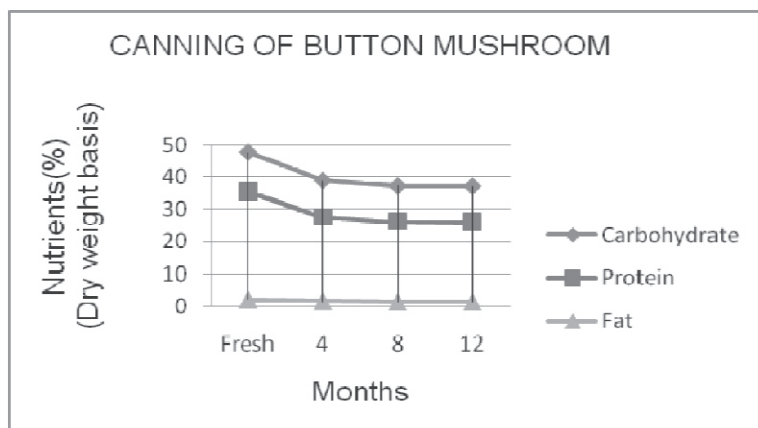 CANNING OF BUTTON MUSHROOM
Nutrients(%)
(Dry weight basis)
50
40
30
20
10
0
Fresh 4 8 12
Months
Carbohydrate
Protein
Fat